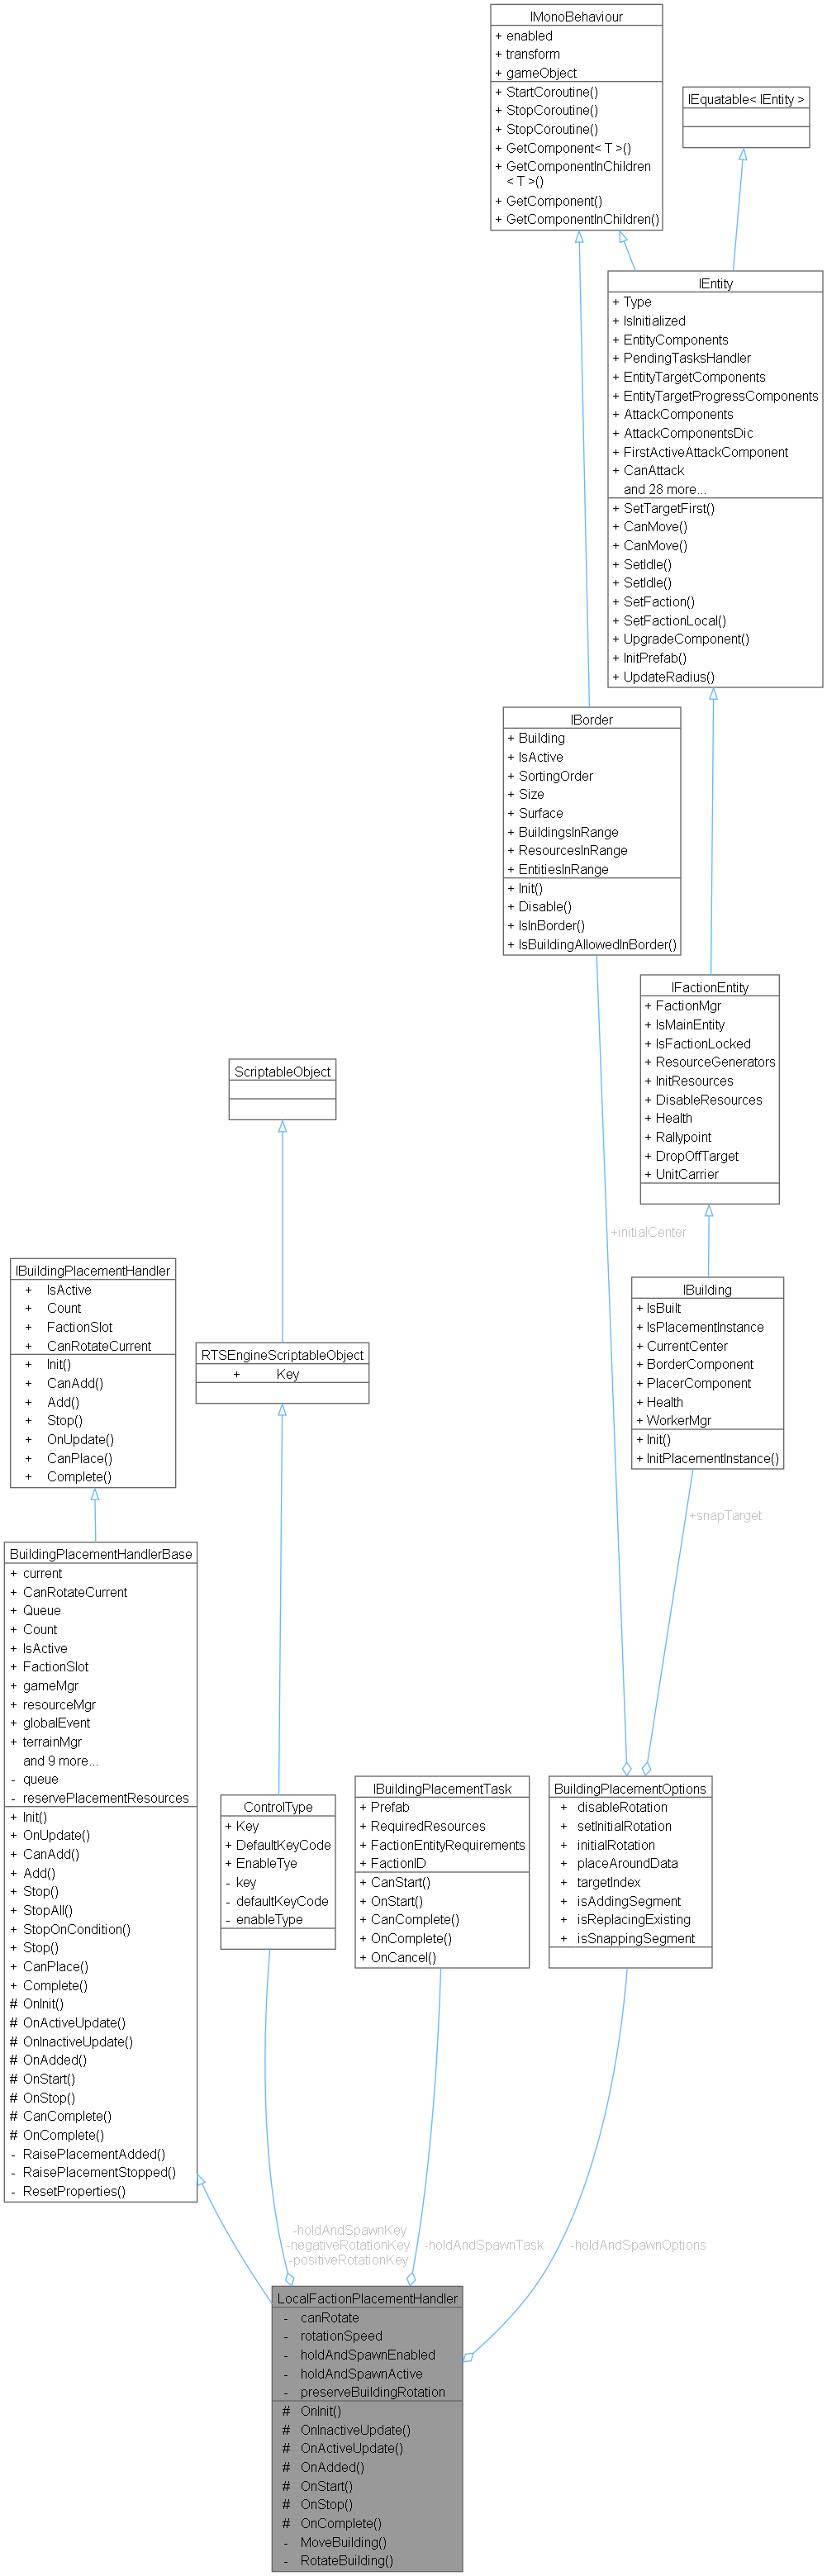 IMonoBehaviour
+ enabled
+ transform
+ gameObject
+ StartCoroutine()
+ StopCoroutine()
+ StopCoroutine()
+ GetComponent< T >()
+ GetComponentInChildren
< T >()
+ GetComponent()
+ GetComponentInChildren()
IEquatable< IEntity >
IEntity
+ Type
+ IsInitialized
+ EntityComponents
+ PendingTasksHandler
+ EntityTargetComponents
+ EntityTargetProgressComponents
+ AttackComponents
+ AttackComponentsDic
+ FirstActiveAttackComponent
+ CanAttack
and 28 more...
+ SetTargetFirst()
+ CanMove()
+ CanMove()
+ SetIdle()
+ SetIdle()
+ SetFaction()
+ SetFactionLocal()
+ UpgradeComponent()
+ InitPrefab()
+ UpdateRadius()
IBorder
+ Building
+ IsActive
+ SortingOrder
+ Size
+ Surface
+ BuildingsInRange
+ ResourcesInRange
+ EntitiesInRange
+ Init()
+ Disable()
+ IsInBorder()
+ IsBuildingAllowedInBorder()
IFactionEntity
+ FactionMgr
+ IsMainEntity
+ IsFactionLocked
+ ResourceGenerators
+ InitResources
+ DisableResources
+ Health
+ Rallypoint
+ DropOffTarget
+ UnitCarrier
ScriptableObject
+initialCenter
IBuildingPlacementHandler
+ IsActive
+ Count
+ FactionSlot
+ CanRotateCurrent
+ Init()
+ CanAdd()
+ Add()
+ Stop()
+ OnUpdate()
+ CanPlace()
+ Complete()
RTSEngineScriptableObject
+ Key
IBuilding
+ IsBuilt
+ IsPlacementInstance
+ CurrentCenter
+ BorderComponent
+ PlacerComponent
+ Health
+ WorkerMgr
+ Init()
+ InitPlacementInstance()
+snapTarget
BuildingPlacementHandlerBase
+ current
+ CanRotateCurrent
+ Queue
+ Count
+ IsActive
+ FactionSlot
+ gameMgr
+ resourceMgr
+ globalEvent
+ terrainMgr
and 9 more...
- queue
- reservePlacementResources
+ Init()
+ OnUpdate()
+ CanAdd()
+ Add()
+ Stop()
+ StopAll()
+ StopOnCondition()
+ Stop()
+ CanPlace()
+ Complete()
# OnInit()
# OnActiveUpdate()
# OnInactiveUpdate()
# OnAdded()
# OnStart()
# OnStop()
# CanComplete()
# OnComplete()
- RaisePlacementAdded()
- RaisePlacementStopped()
- ResetProperties()
ControlType
+ Key
+ DefaultKeyCode
+ EnableTye
- key
- defaultKeyCode
- enableType
IBuildingPlacementTask
+ Prefab
+ RequiredResources
+ FactionEntityRequirements
+ FactionID
+ CanStart()
+ OnStart()
+ CanComplete()
+ OnComplete()
+ OnCancel()
BuildingPlacementOptions
+ disableRotation
+ setInitialRotation
+ initialRotation
+ placeAroundData
+ targetIndex
+ isAddingSegment
+ isReplacingExisting
+ isSnappingSegment
-holdAndSpawnKey
-negativeRotationKey
-positiveRotationKey
-holdAndSpawnTask
-holdAndSpawnOptions
LocalFactionPlacementHandler
- canRotate
- rotationSpeed
- holdAndSpawnEnabled
- holdAndSpawnActive
- preserveBuildingRotation
# OnInit()
# OnInactiveUpdate()
# OnActiveUpdate()
# OnAdded()
# OnStart()
# OnStop()
# OnComplete()
- MoveBuilding()
- RotateBuilding()